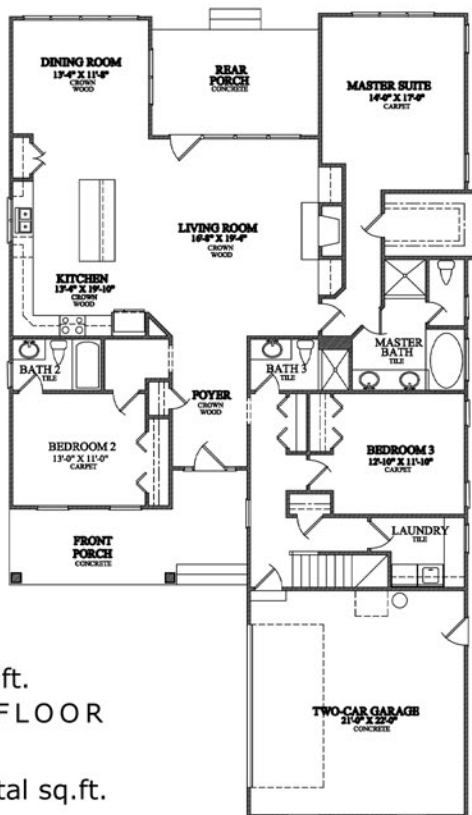 DINING ROOM
13'-4" X 11'-8"
CROWN
WOOD
REAR
PORCH
CONCRETE
MASTER SUITE
14'-0" X 17'-0"
CARPET
LIVING ROOM
16'-8" X 19'-4"
CROWN
WOOD
KITCHEN
13'-4" X 19'-10"
CROWN
WOOD
MASTER
BATH
TILE
BATH 2
TILE
BATH 3
TILE
FOYER
CROWN
WOOD
BEDROOM 2
13'-0" X 11'-0"
CARPET
BEDROOM 3
12'-10" X 11'-10"
CARPET
LAUNDRY
TILE
FRONT
PORCH
CONCRETE
TWO-CAR GARAGE
21'-0" X 22'-0"
CONCRETE
ft.
FLOOR
tal sq.ft.